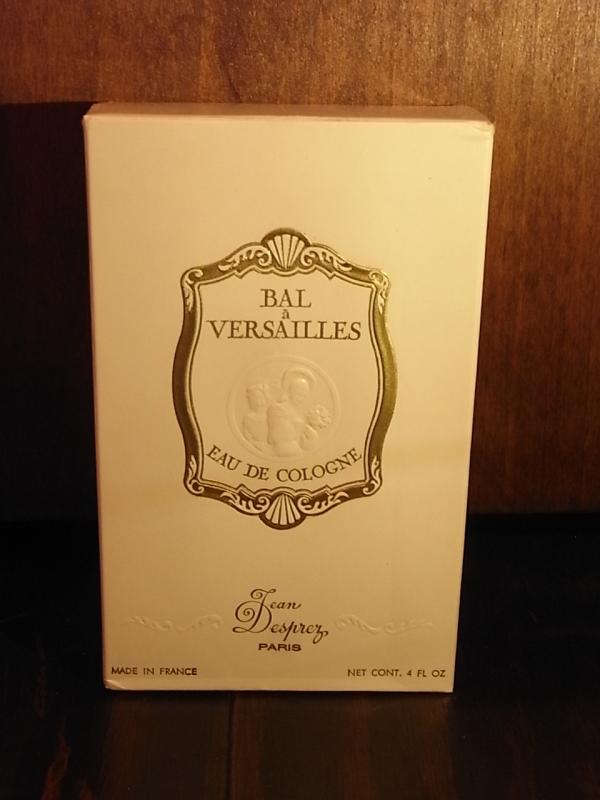 BAL
à
VERSAILLES
EAU DE COLOGNE
Jean
Desprez
PARIS
MADE IN FRANCE
NET CONT. 4 FL OZ